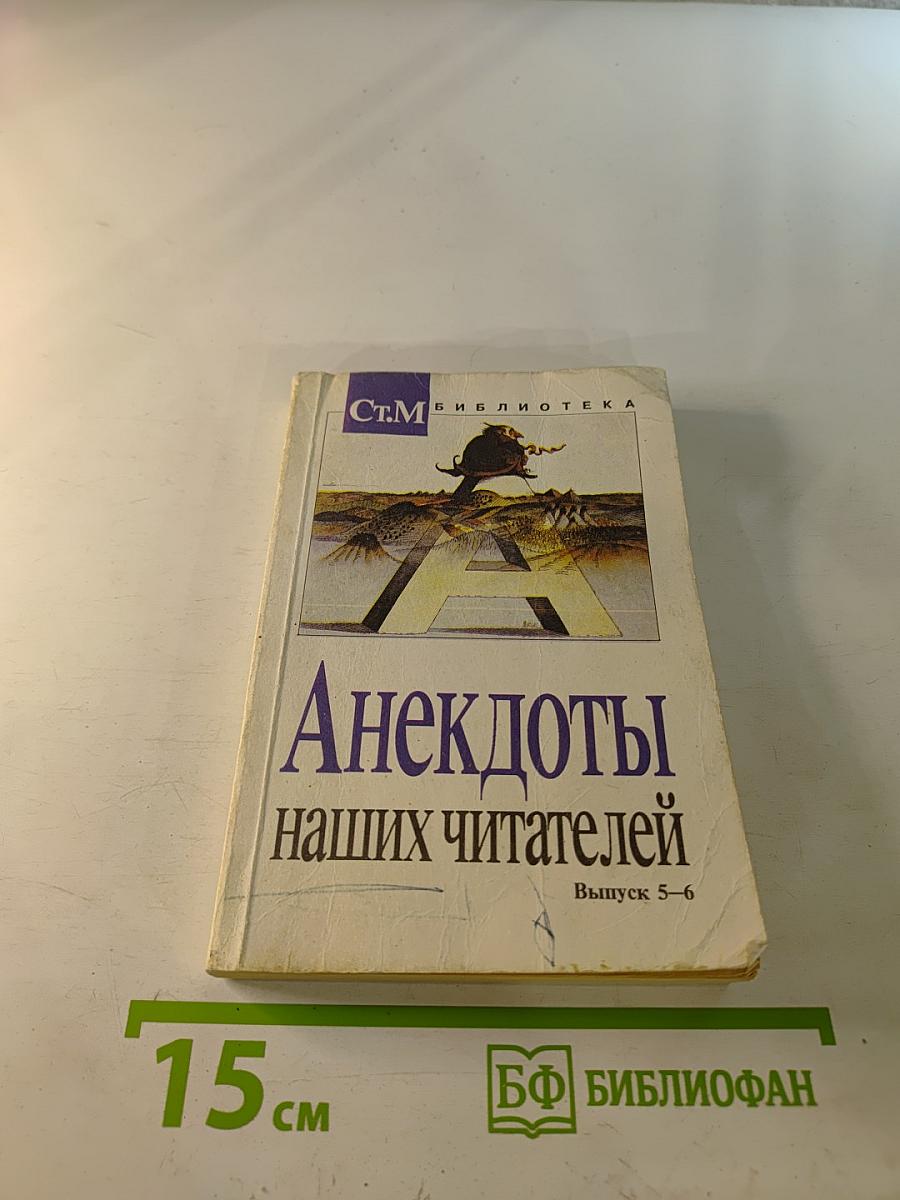 Ст.М БИБЛИОТЕКА
Анекдоты
наших читателей
Выпуск 5–6
15 см
БФ БИБЛИОФАН